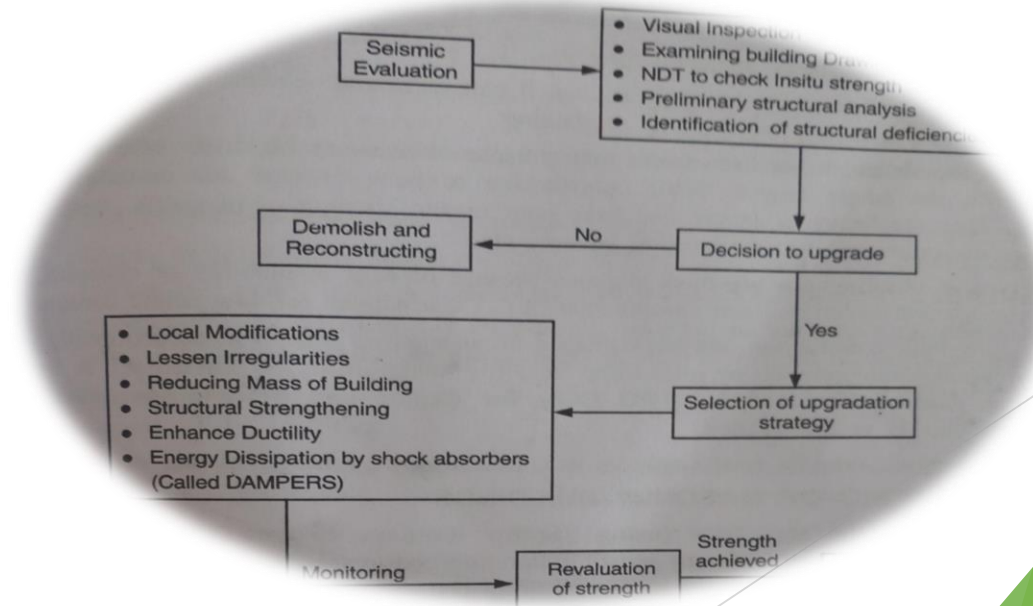 Seismic
Evaluation
• Visual Inspection
• Examining building
• NDT to check Insitu strength
• Preliminary structural analysis
• Identification of structural
Demolish and
Reconstructing
No
Decision to upgrade
Yes
• Local Modifications
• Lessen Irregularities
• Reducing Mass of Building
• Structural Strengthening
• Enhance Ductility
• Energy Dissipation by shock absorbers
(Called DAMPERS)
Selection of upgradation
strategy
Monitoring
Revaluation
of strength
Strength
achieved